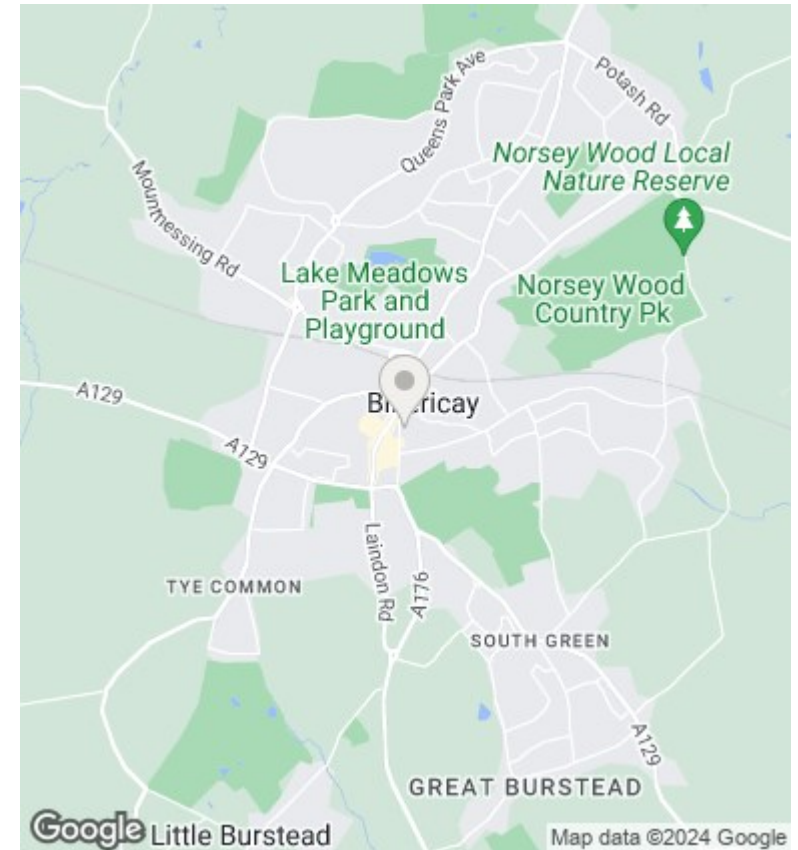 Queens Park Ave
Potash Rd
Norsey Wood Local
Nature Reserve
Mountnessing Rd
Lake Meadows
Park and
Playground
Norsey Wood
Country Pk
A129
Billericay
A129
Laindon Rd
A176
TYE COMMON
SOUTH GREEN
A129
GREAT BURSTEAD
Google
Little Burstead
Map data ©2024 Google